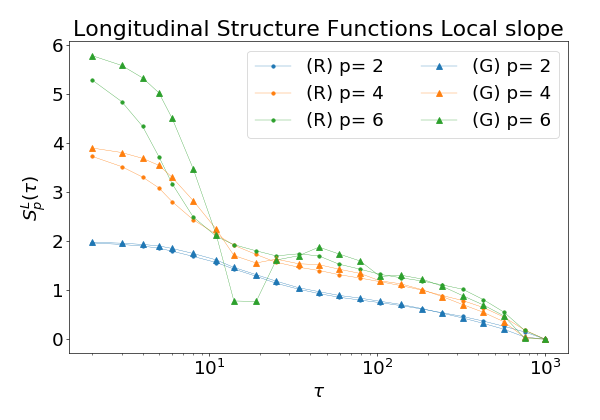 Longitudinal Structure Functions Local slope
6
5
4
3
2
1
0
S_p^L(τ)
(R) p= 2
(R) p= 4
(R) p= 6
(G) p= 2
(G) p= 4
(G) p= 6
10^1
10^2
10^3
τ